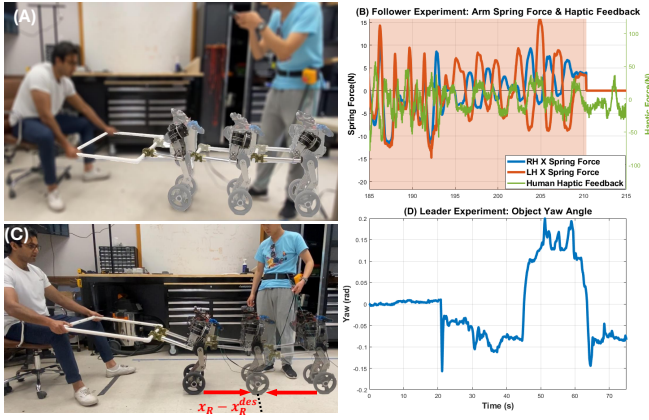 (A)
(B) Follower Experiment: Arm Spring Force & Haptic Feedback
Spring Force(N)
15
10
5
0
-5
-10
-15
-20
100
50
0
-50
-100
Haptic Force(N)
RH X Spring Force
LH X Spring Force
Human Haptic Feedback
185 190 195 200 205 210 215
(C)
x_R − x_R^des
(D) Leader Experiment: Object Yaw Angle
Yaw (rad)
0.2
0.15
0.1
0.05
0
-0.05
-0.1
-0.15
-0.2
0 10 20 30 40 50 60 70
Time (s)